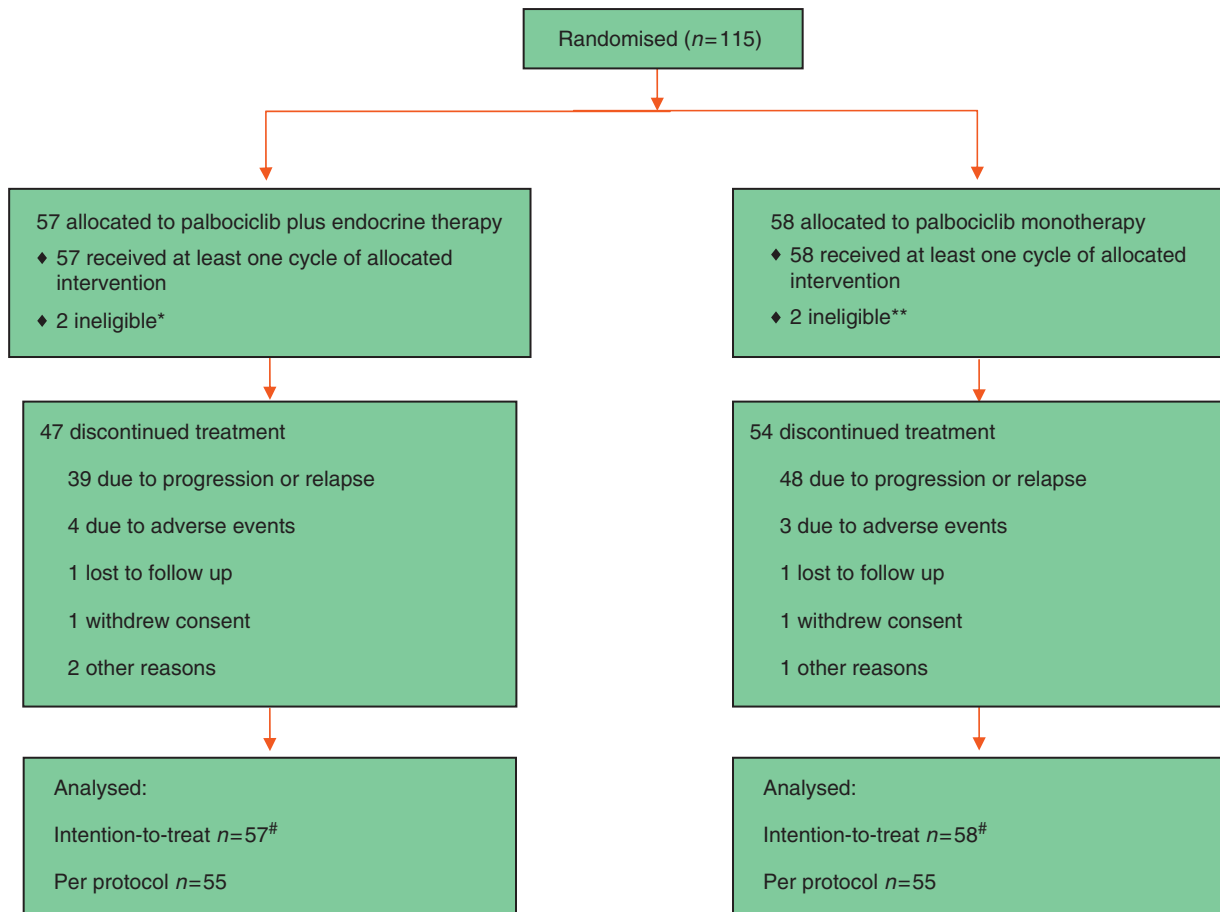 Randomised (n=115)
57 allocated to palbociclib plus endocrine therapy
♦ 57 received at least one cycle of allocated
intervention
♦ 2 ineligible*
58 allocated to palbociclib monotherapy
♦ 58 received at least one cycle of allocated
intervention
♦ 2 ineligible**
47 discontinued treatment
39 due to progression or relapse
4 due to adverse events
1 lost to follow up
1 withdrew consent
2 other reasons
54 discontinued treatment
48 due to progression or relapse
3 due to adverse events
1 lost to follow up
1 withdrew consent
1 other reasons
Analysed:
Intention-to-treat n=57#
Per protocol n=55
Analysed:
Intention-to-treat n=58#
Per protocol n=55